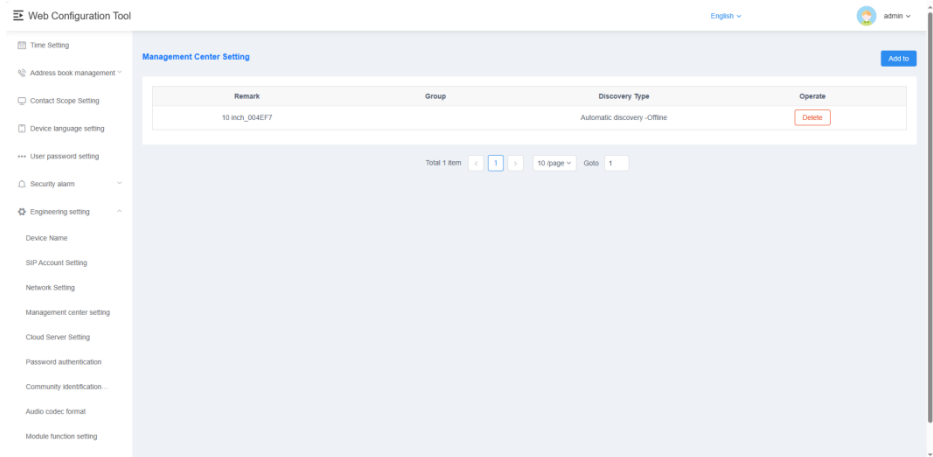 Web Configuration Tool
English
admin
Time Setting
Address book management
Contact Scope Setting
Device language setting
User password setting
Security alarm
Engineering setting
Device Name
SIP Account Setting
Network Setting
Management center setting
Cloud Server Setting
Password authentication
Community identification...
Audio codec format
Module function setting
Management Center Setting
Add to
Remark Group Discovery Type Operate
10 inch_004EF7 Automatic discovery -Offline Delete
Total 1 item < 1 > 10 /page Goto 1